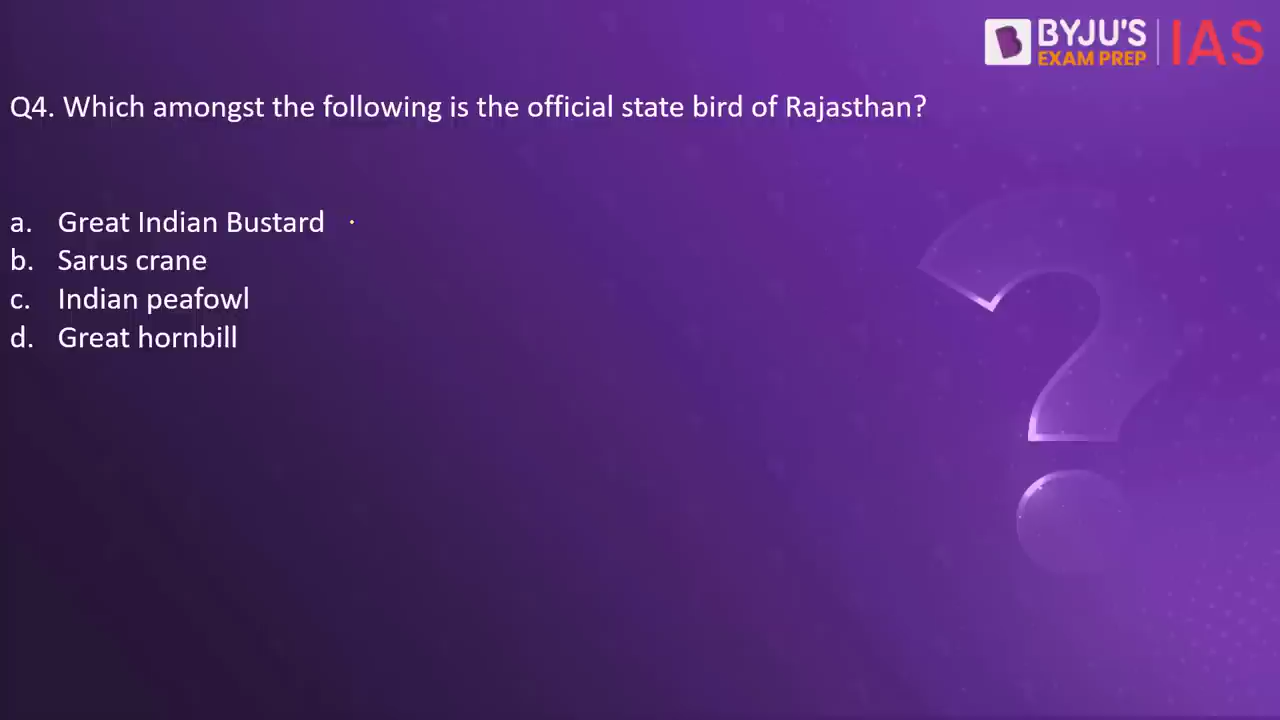 BYJU'S
EXAM PREP
IAS
Q4. Which amongst the following is the official state bird of Rajasthan?
a. Great Indian Bustard
b. Sarus crane
c. Indian peafowl
d. Great hornbill